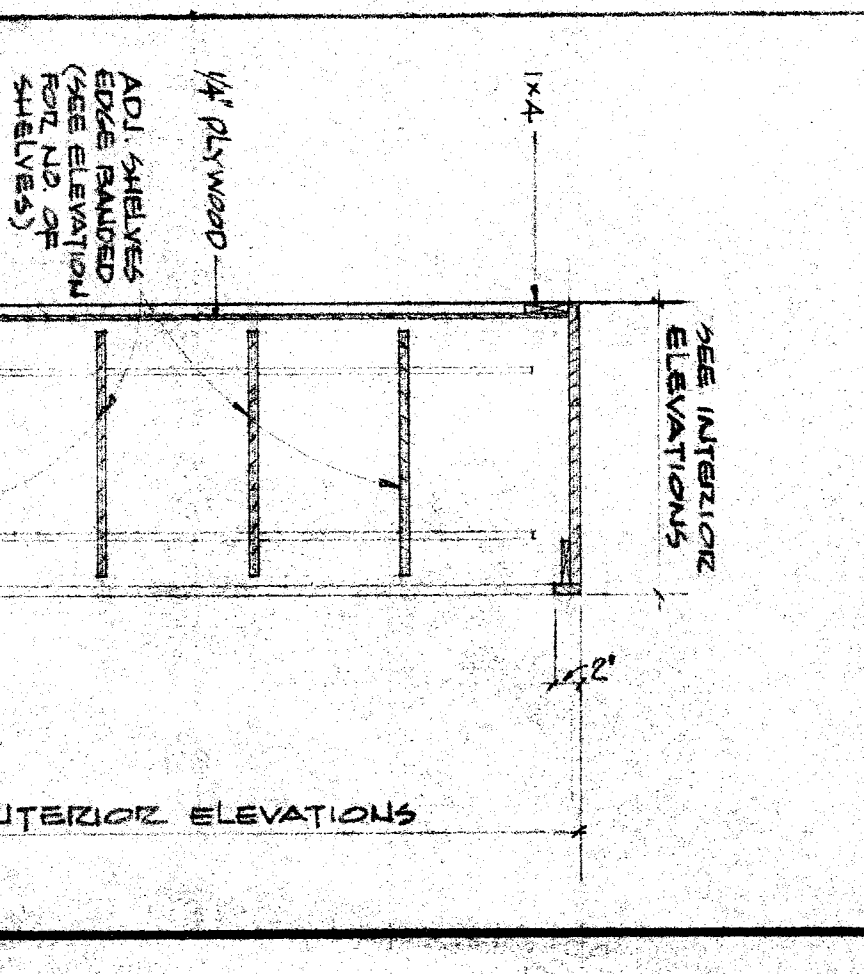 SEE INTERIOR
ELEVATIONS
1x4
1/4" PLYWOOD
ADJ. SHELVES
EDGE BANDED
(SEE ELEVATION
FOR NO. OF
SHELVES)
2"
ELEVATIONS